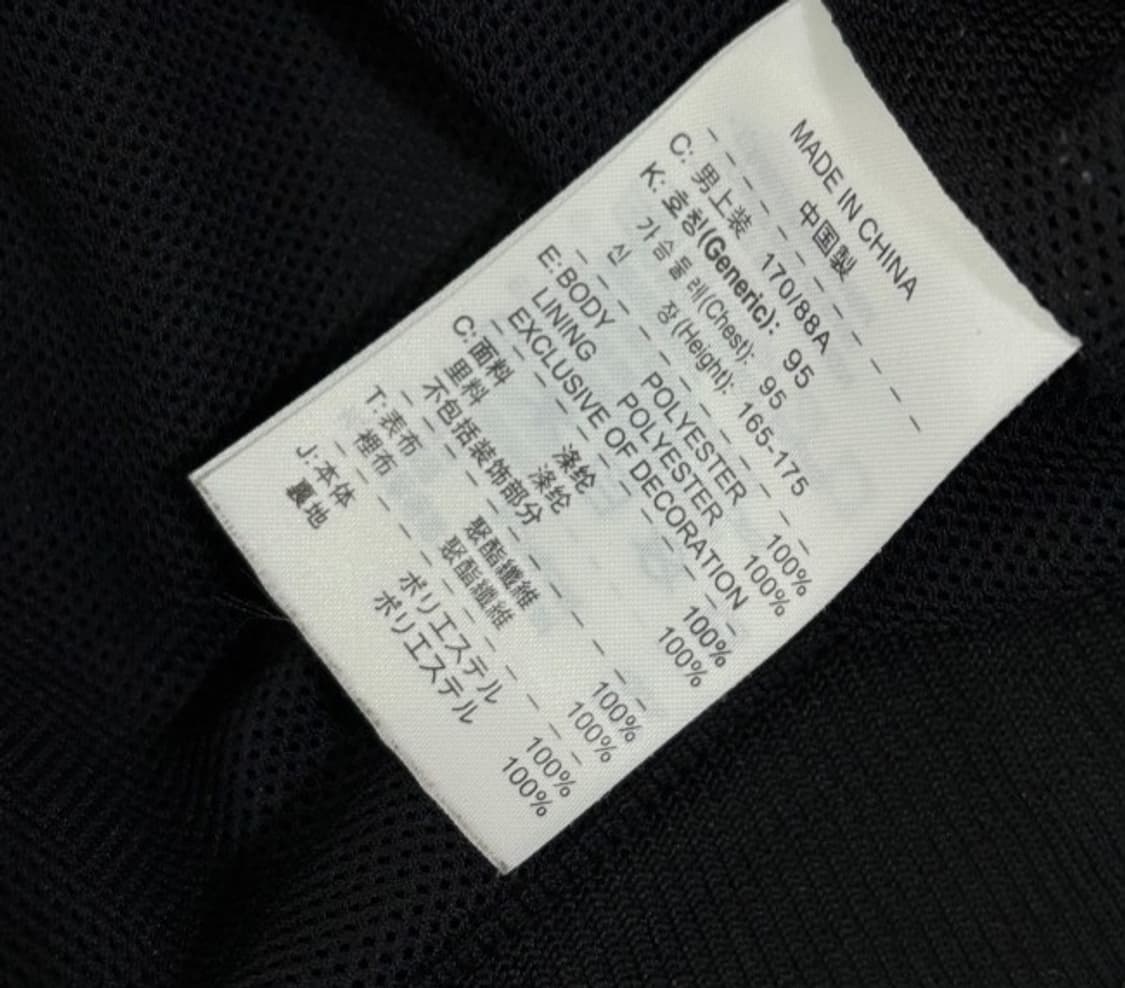 MADE IN CHINA
中国製
C: 男上装 170/88A
K: 호칭(Generic): 95
가슴둘레(Chest): 95
신 장(Height): 165-175
E:BODY POLYESTER 100%
LINING POLYESTER 100%
EXCLUSIVE OF DECORATION
C:面料 涤纶 100%
里料 涤纶 100%
不包括装饰部分
T:表布 聚酯纖維 100%
裡布 聚酯纖維 100%
J:本体 ポリエステル 100%
裏地 ポリエステル 100%